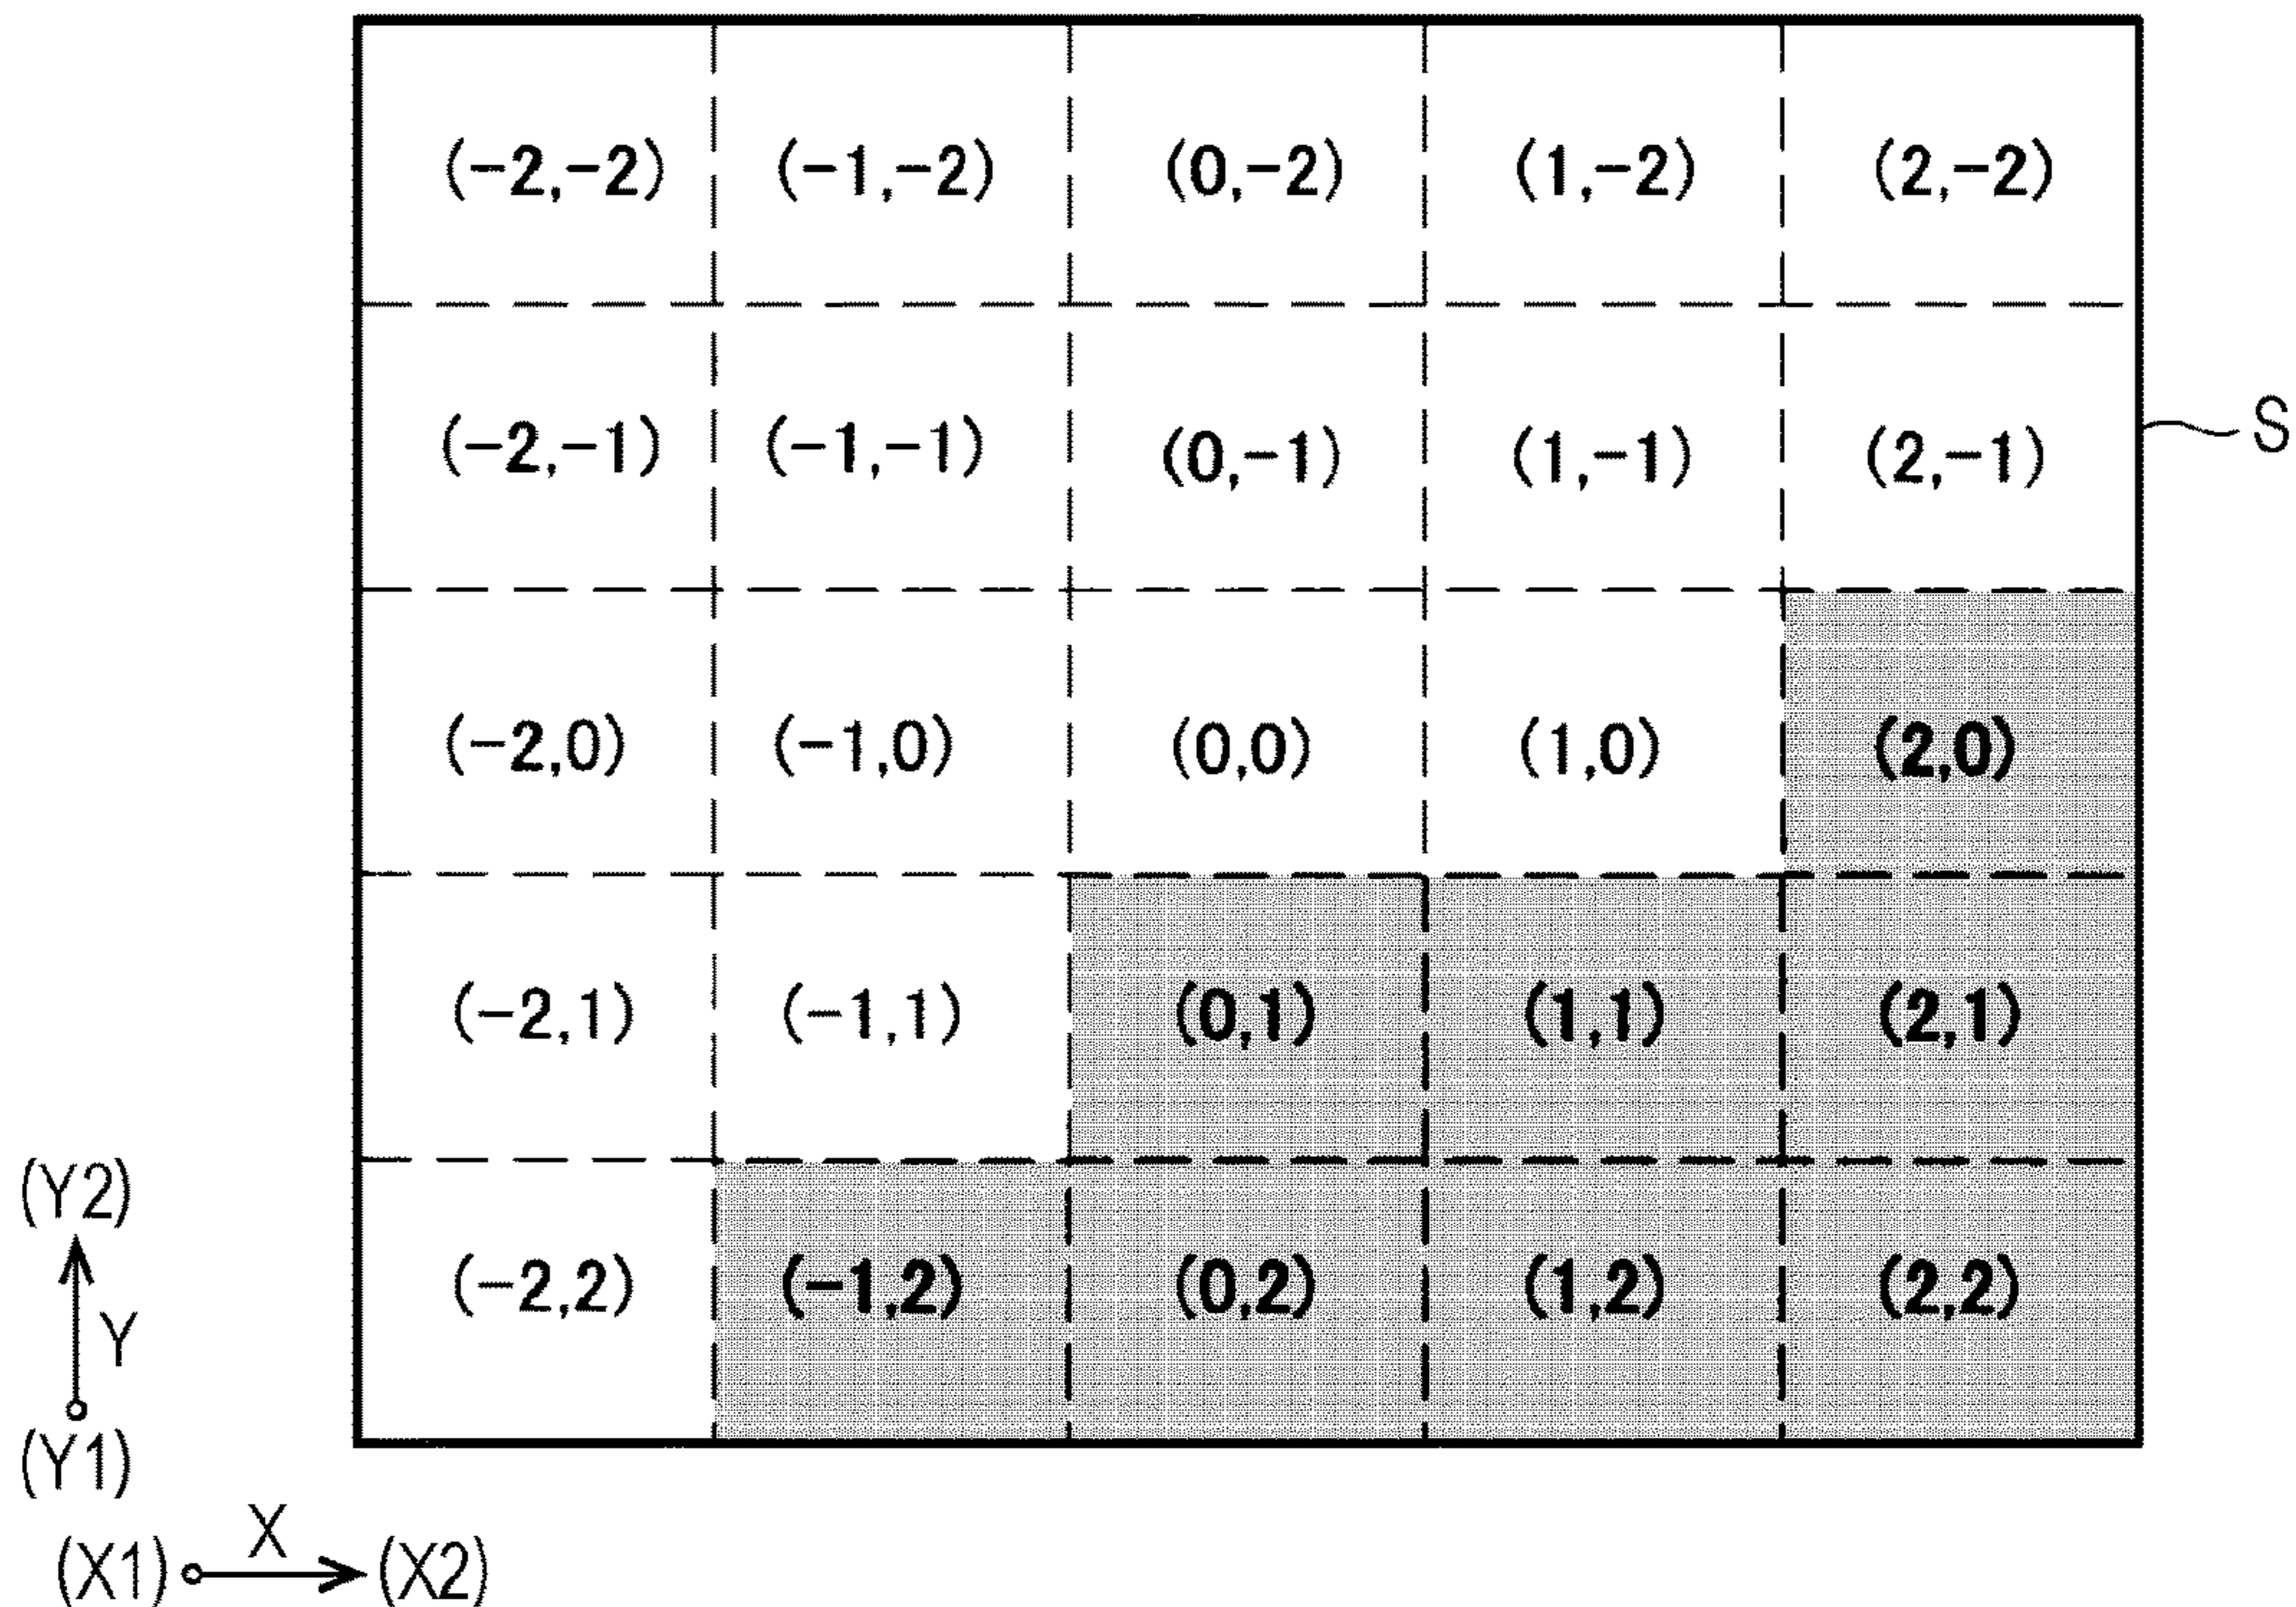 (-2,-2) (-1,-2) (0,-2) (1,-2) (2,-2)
(-2,-1) (-1,-1) (0,-1) (1,-1) (2,-1)
S
(-2,0) (-1,0) (0,0) (1,0) (2,0)
(-2,1) (-1,1) (0,1) (1,1) (2,1)
(-2,2) (-1,2) (0,2) (1,2) (2,2)
(Y2)
Y
(Y1)
(X1) X (X2)